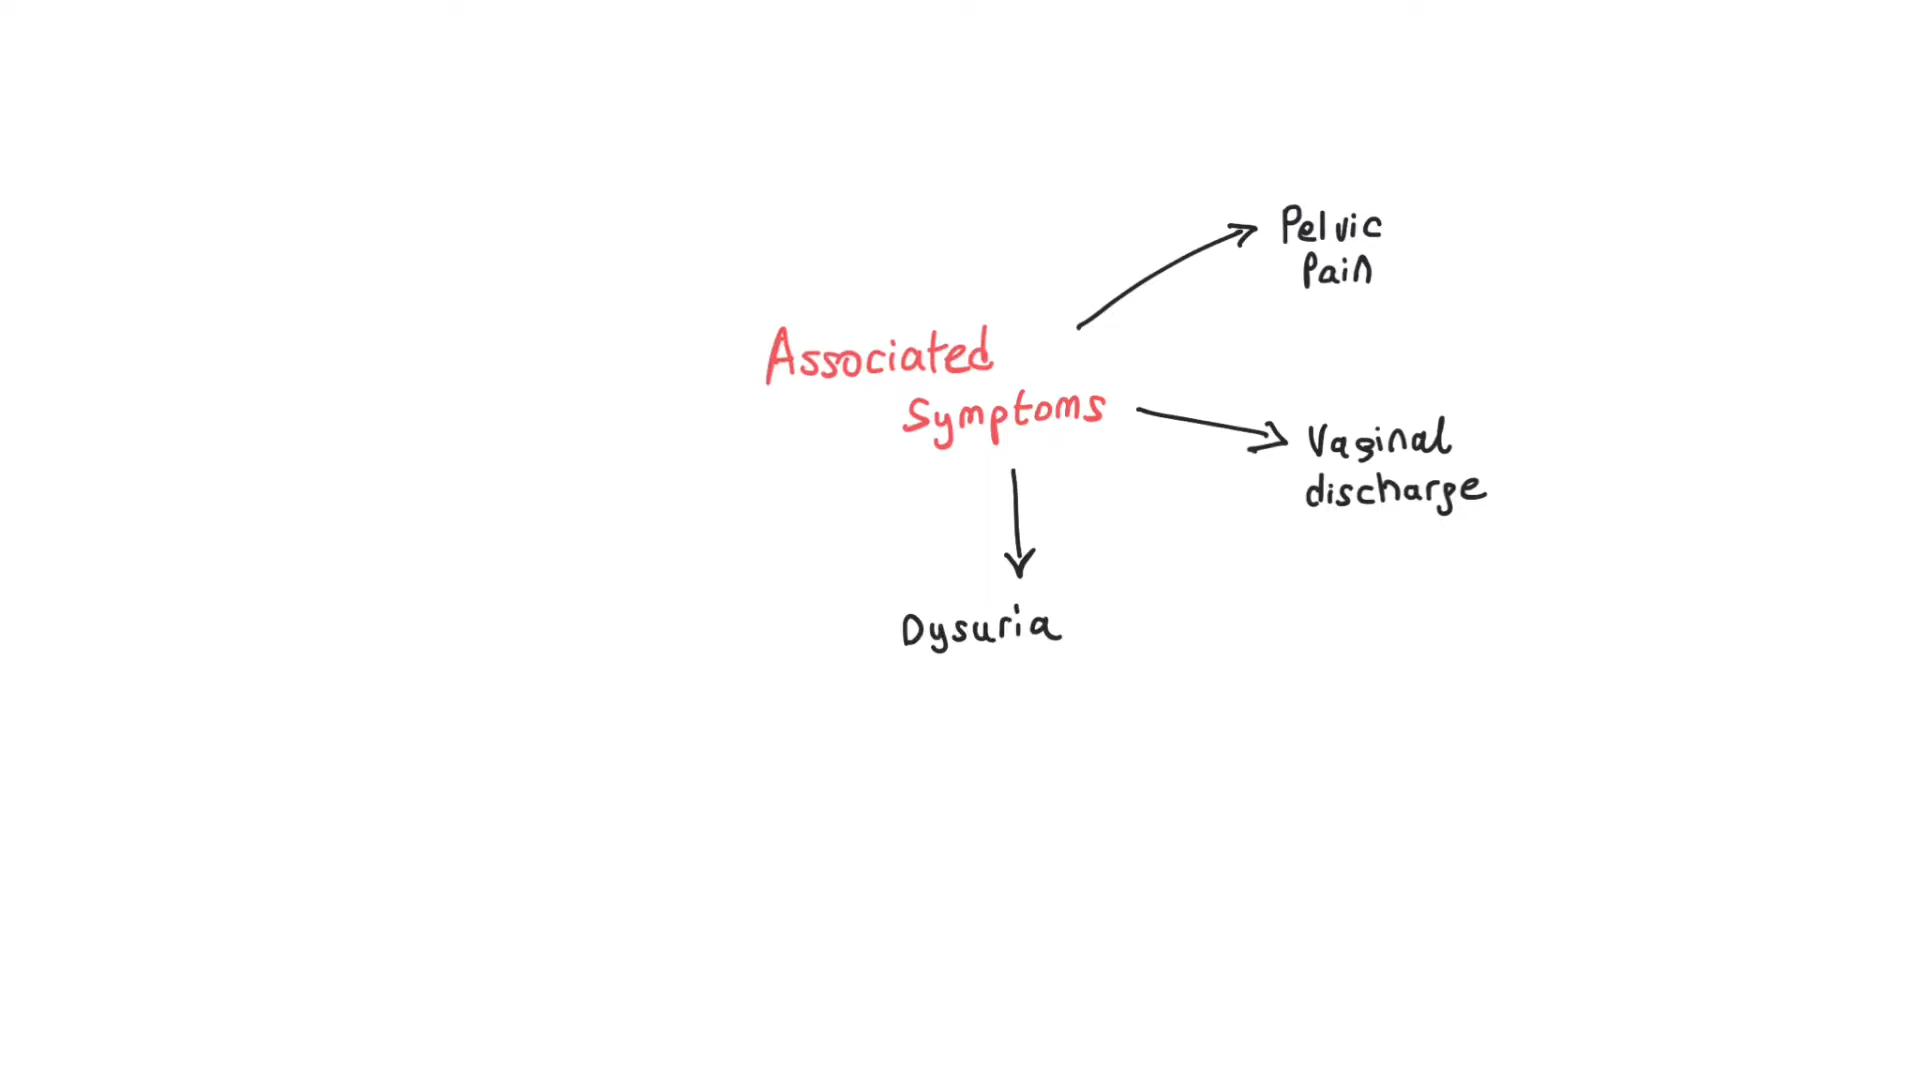 Pelvic
Pain
Associated
Symptoms
Vaginal
discharge
Dysuria